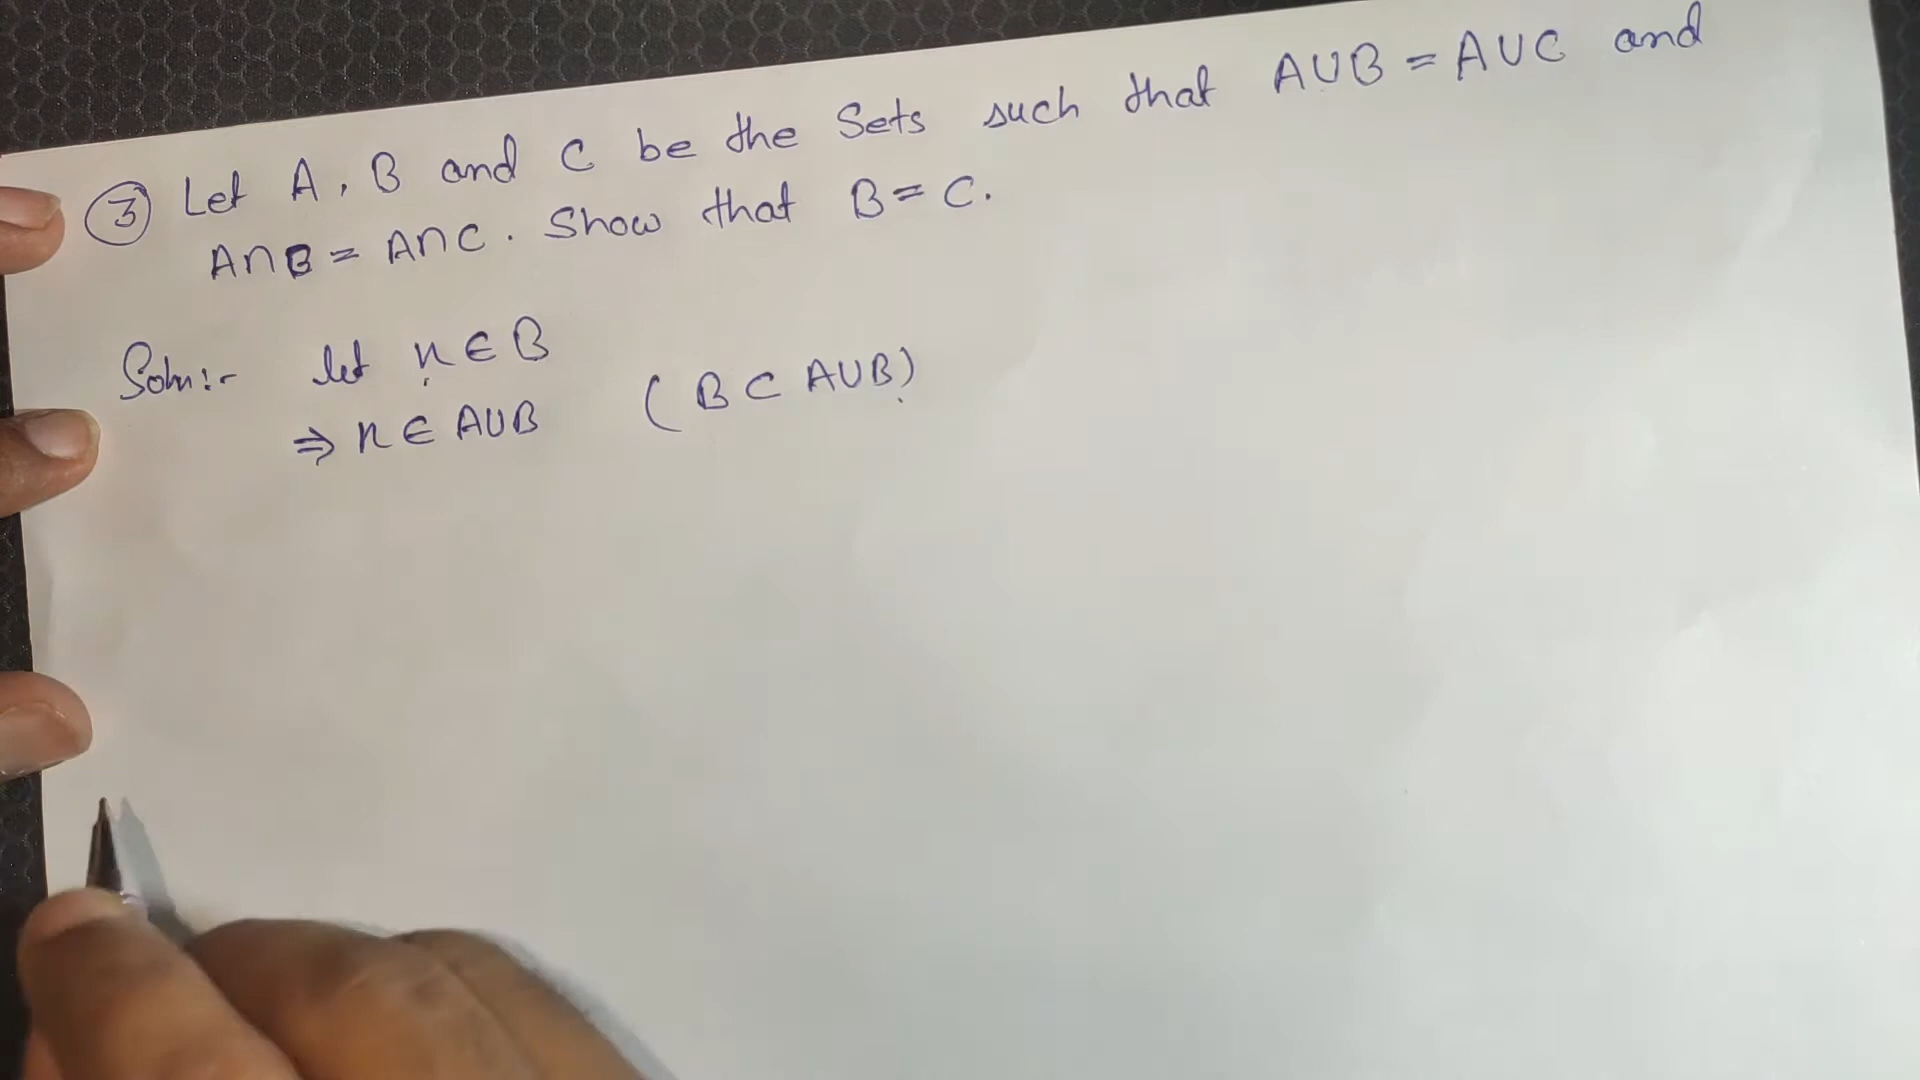 ③ Let A, B and C be the Sets such that A∪B = A∪C and
A∩B = A∩C. Show that B = C.
Soln:- let x ∈ B
⇒ x ∈ A∪B (B ⊂ A∪B)